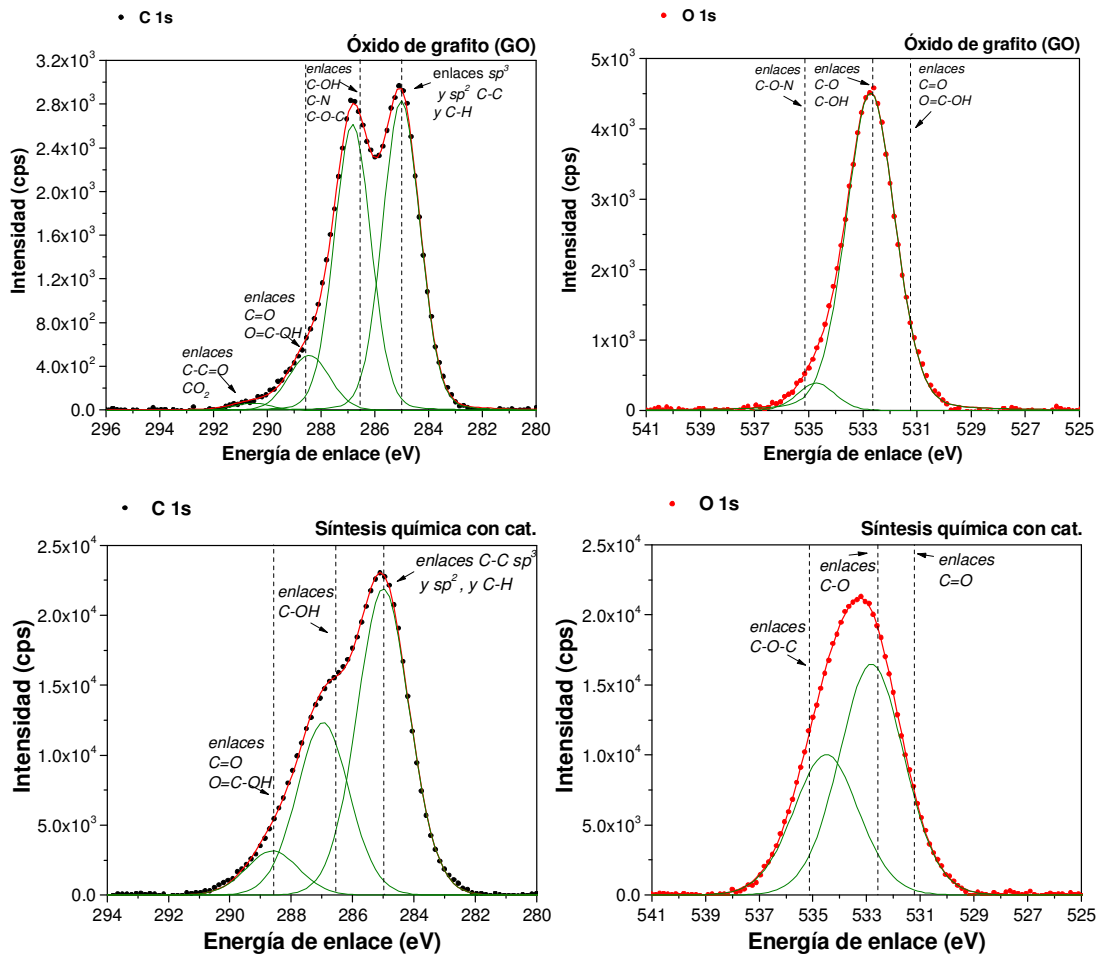 C 1s
Óxido de grafito (GO)
3.2x10³
2.8x10³
2.4x10³
2.0x10³
1.6x10³
1.2x10³
8.0x10²
4.0x10²
0.0
Intensidad (cps)
enlaces
C-OH
C-N
C-O-C
enlaces sp³
y sp² C-C
y C-H
enlaces
C=O
O=C-OH
enlaces
C-C=O
CO₂
296 294 292 290 288 286 284 282 280
Energía de enlace (eV)
O 1s
Óxido de grafito (GO)
5x10³
4x10³
3x10³
2x10³
1x10³
0
Intensidad (cps)
enlaces
C-O-N
enlaces
C-O
C-OH
enlaces
C=O
O=C-OH
541 539 537 535 533 531 529 527 525
Energía de enlace (eV)
C 1s
Síntesis química con cat.
2.5x10⁴
2.0x10⁴
1.5x10⁴
1.0x10⁴
5.0x10³
0.0
Intensidad (cps)
enlaces C-C sp³
y sp², y C-H
enlaces
C-OH
enlaces
C=O
O=C-OH
294 292 290 288 286 284 282 280
Energía de enlace (eV)
O 1s
Síntesis química con cat.
2.5x10⁴
2.0x10⁴
1.5x10⁴
1.0x10⁴
5.0x10³
0.0
Intensidad (cps)
enlaces
C-O
enlaces
C=O
enlaces
C-O-C
541 539 537 535 533 531 529 527 525
Energía de enlace (eV)